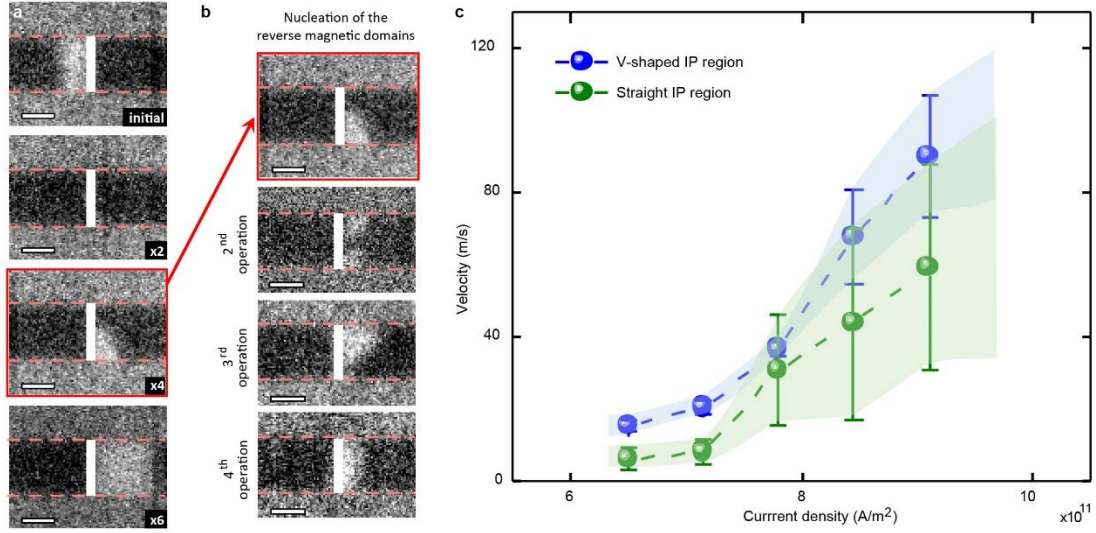 a
initial
x2
x4
x6
b
Nucleation of the
reverse magnetic domains
2nd
operation
3rd
operation
4th
operation
c
V-shaped IP region
Straight IP region
Velocity (m/s)
120
80
40
0
6
8
10
x10^11
Currrent density (A/m²)